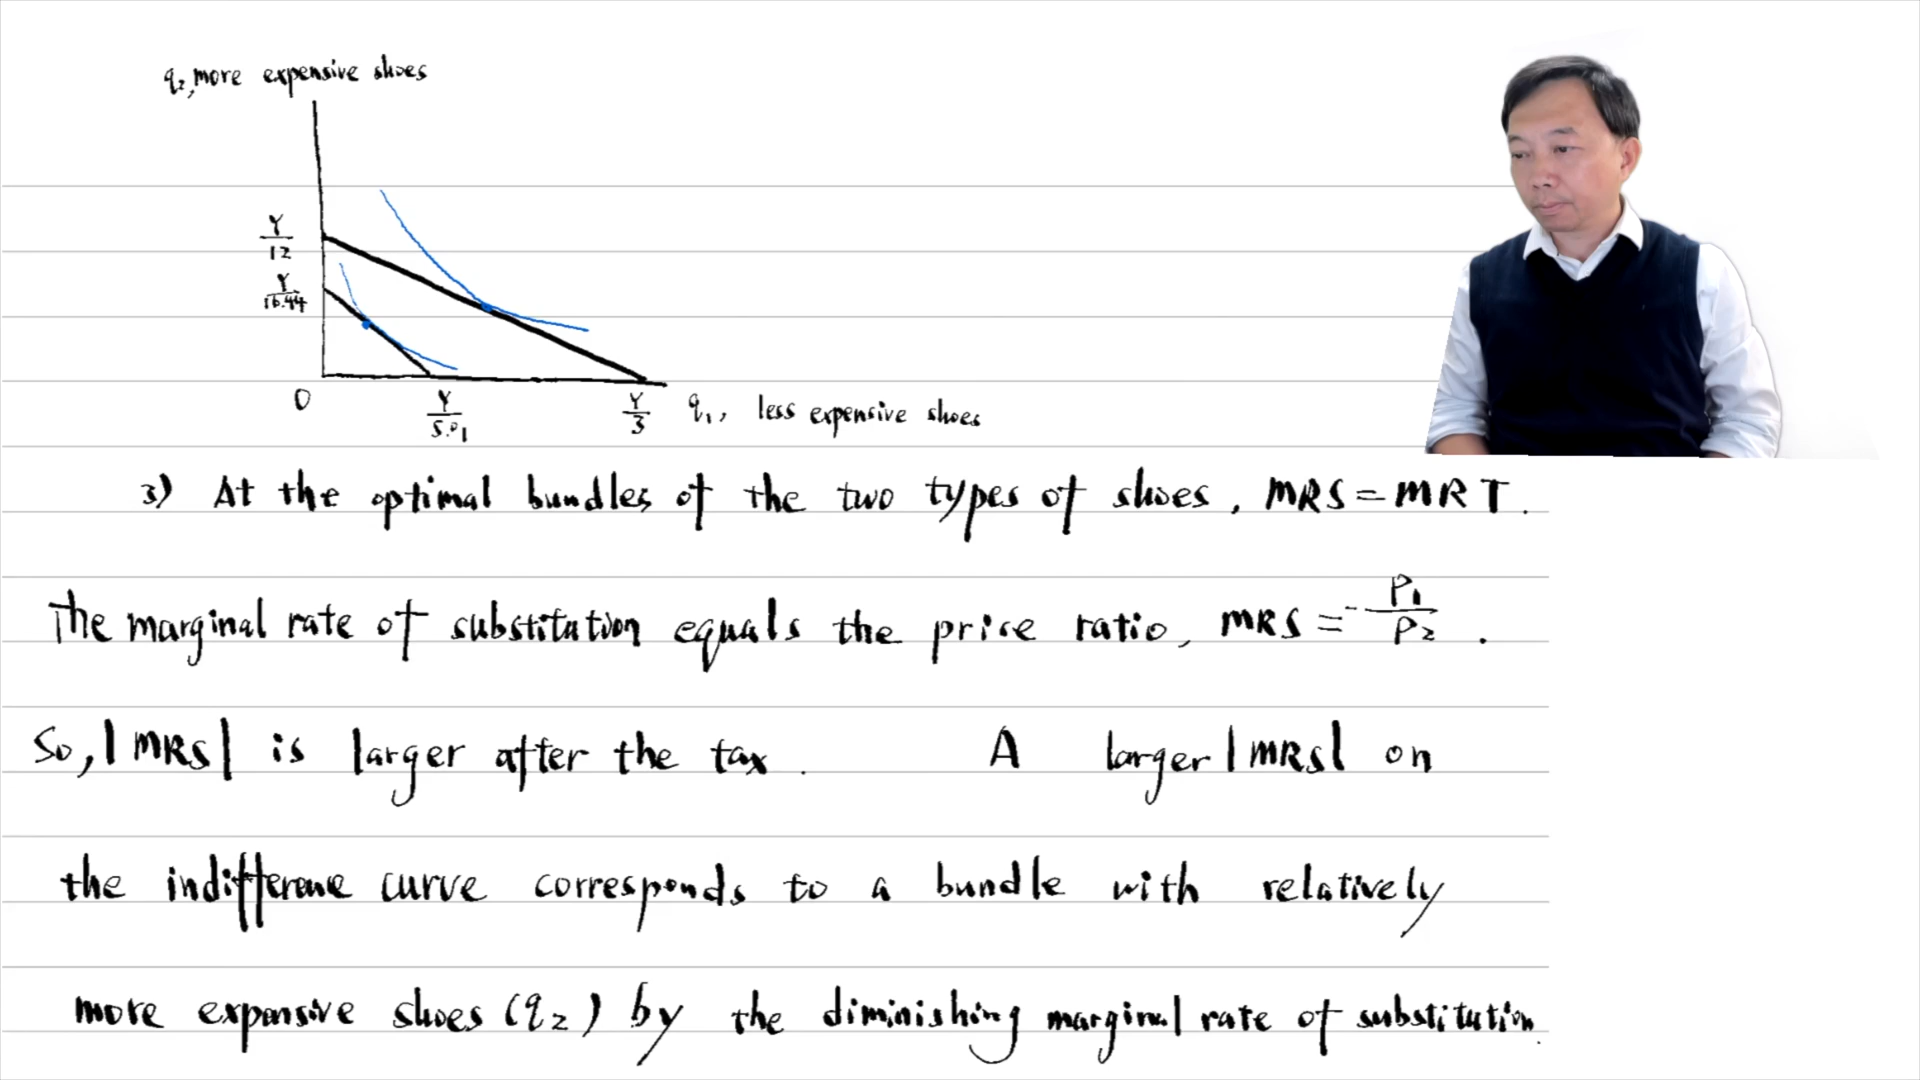 q₂, more expensive shoes
Y/12
Y/16.44
0
Y/5.01
Y/3
q₁, less expensive shoes
3) At the optimal bundles of the two types of shoes, MRS = MRT.
The marginal rate of substitution equals the price ratio, MRS = -P₁/P₂.
So, |MRS| is larger after the tax. A larger |MRS| on
the indifference curve corresponds to a bundle with relatively
more expensive shoes (q₂) by the diminishing marginal rate of substitution.